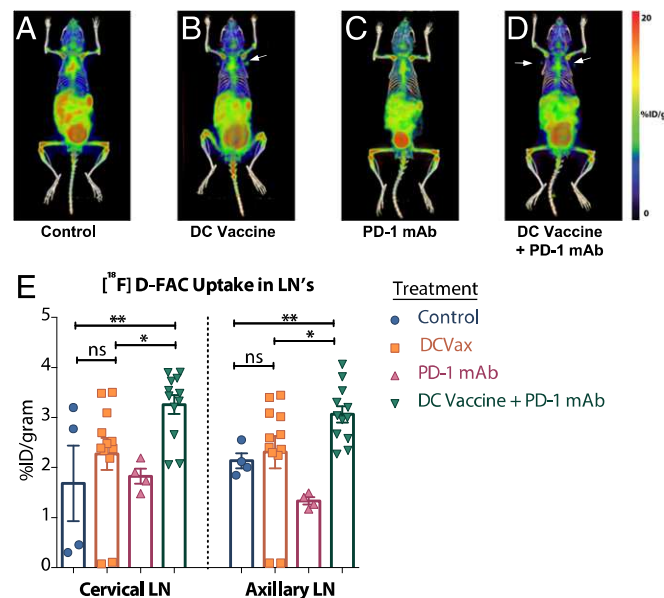 A
B
C
D
20
%ID/g
0
Control
DC Vaccine
PD-1 mAb
DC Vaccine
+ PD-1 mAb
E
[18F] D-FAC Uptake in LN's
%ID/gram
5
4
3
2
1
0
**
*
ns
**
*
ns
Cervical LN
Axillary LN
Treatment
Control
DCVax
PD-1 mAb
DC Vaccine + PD-1 mAb